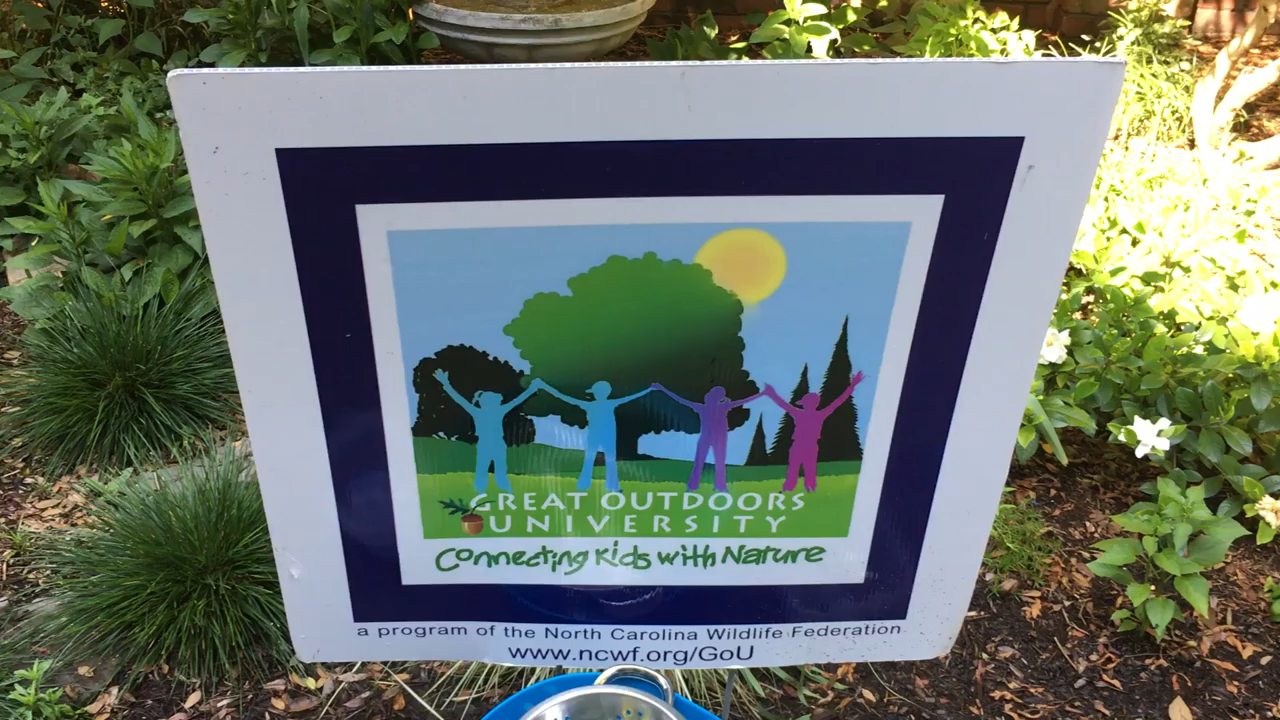 GREAT OUTDOORS
UNIVERSITY
Connecting Kids with Nature
a program of the North Carolina Wildlife Federation
www.ncwf.org/GoU